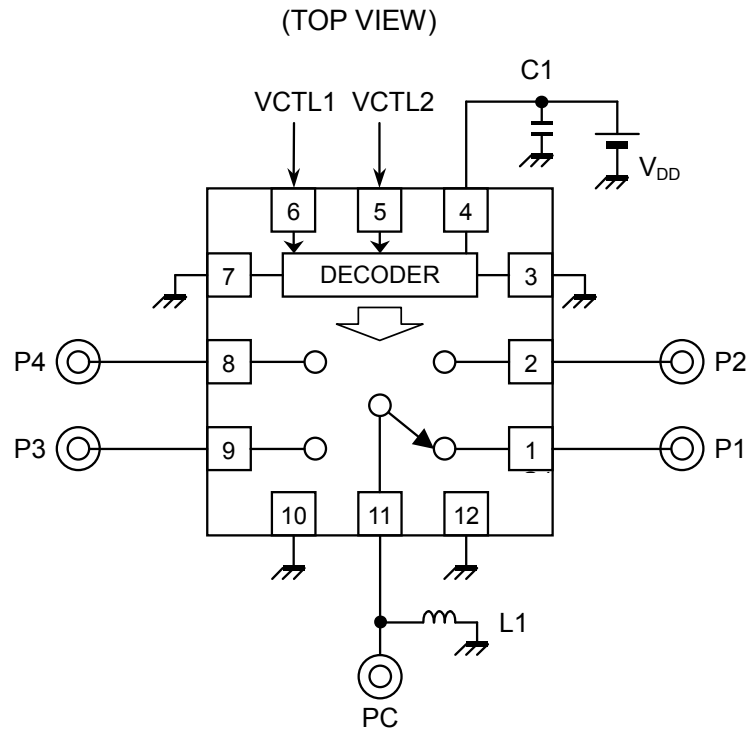 (TOP VIEW)
C1
VCTL1 VCTL2
V_DD
6 5 4
7 DECODER 3
P4 8 2 P2
P3 9 1 P1
10 11 12
L1
PC